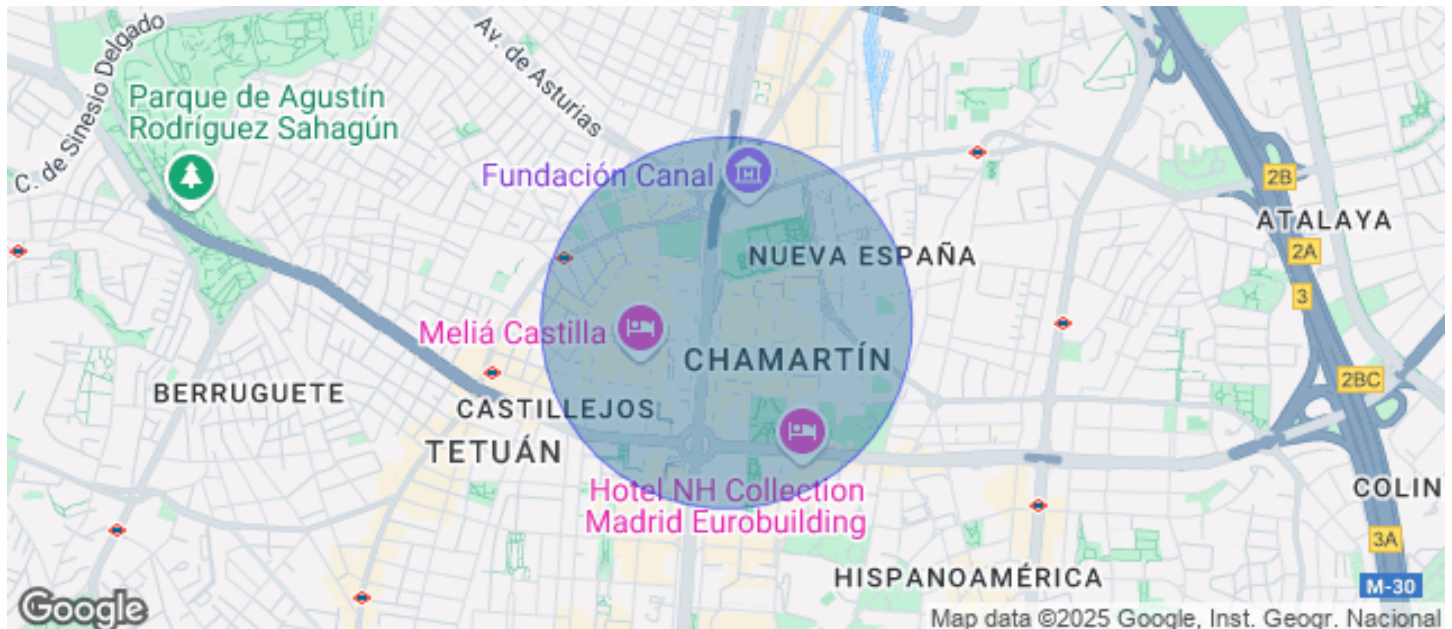 C. de Sinesio Delgado
Av. de Asturias
Parque de Agustín
Rodríguez Sahagún
Fundación Canal
2B
ATALAYA
2A
NUEVA ESPAÑA
3
Meliá Castilla
CHAMARTÍN
2BC
BERRUGUETE
CASTILLEJOS
TETUÁN
Hotel NH Collection
Madrid Eurobuilding
COLIN
3A
HISPANOAMÉRICA
M-30
Google
Map data ©2025 Google, Inst. Geogr. Nacional